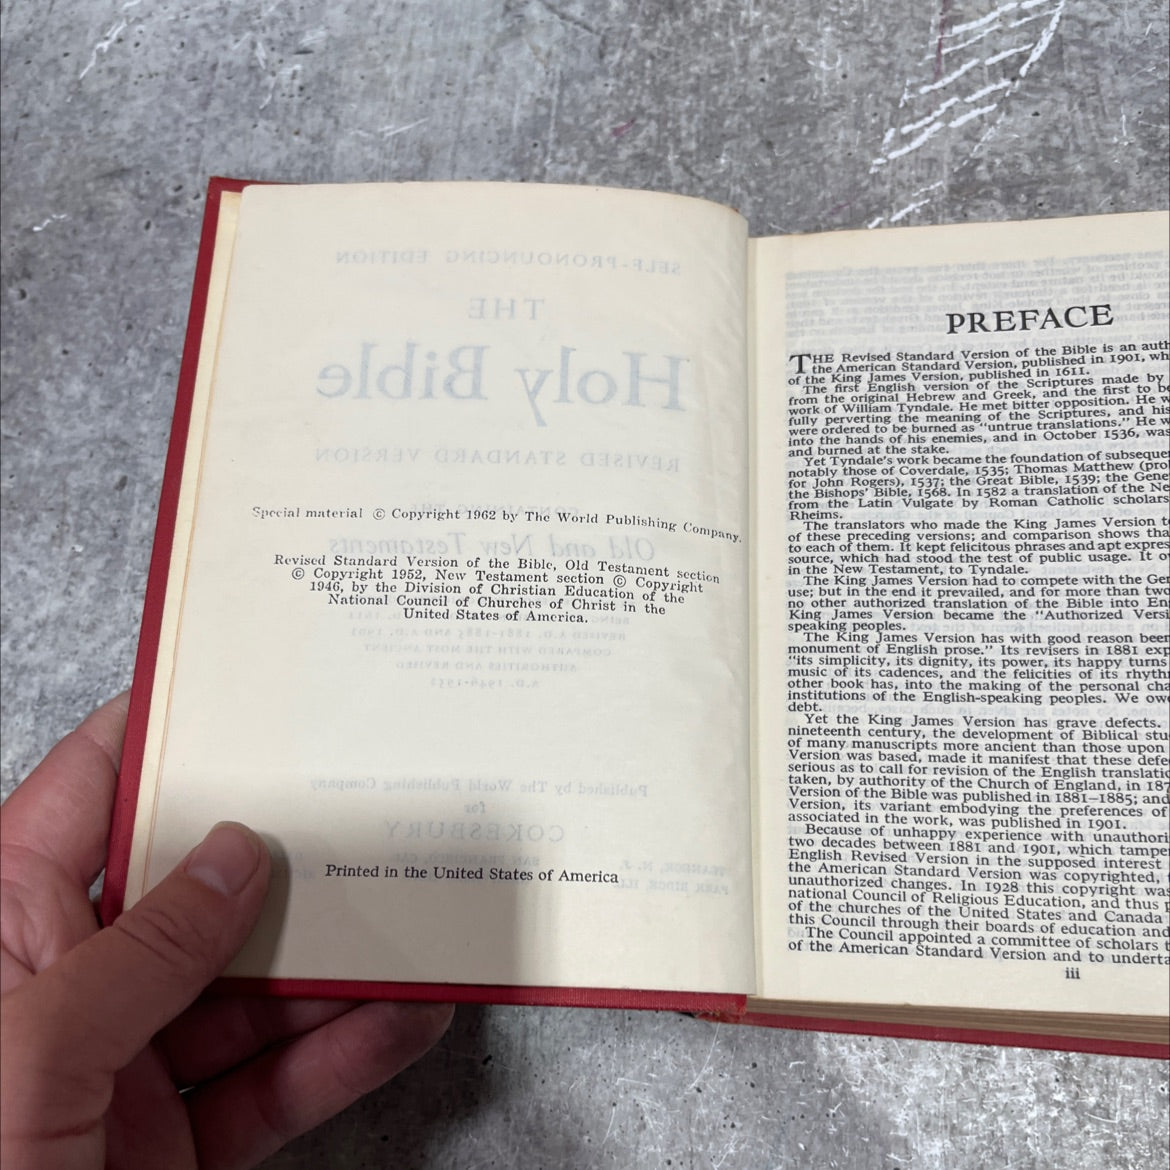 Special material © Copyright 1962 by The World Publishing Company.
Revised Standard Version of the Bible, Old Testament section
© Copyright 1952, New Testament section © Copyright
1946, by the Division of Christian Education of the
National Council of Churches of Christ in the
United States of America.
Printed in the United States of America
PREFACE
THE Revised Standard Version of the Bible is an auth
the American Standard Version, published in 1901, wh
of the King James Version, published in 1611.
The first English version of the Scriptures made by
from the original Hebrew and Greek, and the first to be
work of William Tyndale. He met bitter opposition. He w
fully perverting the meaning of the Scriptures, and his
were ordered to be burned as "untrue translations." He w
into the hands of his enemies, and in October 1536, was
and burned at the stake.
Yet Tyndale's work became the foundation of subseque
notably those of Coverdale, 1535; Thomas Matthew (pro
for John Rogers), 1537; the Great Bible, 1539; the Gene
the Bishops' Bible, 1568. In 1582 a translation of the Ne
from the Latin Vulgate by Roman Catholic scholars
Rheims.
The translators who made the King James Version t
of these preceding versions; and comparison shows tha
to each of them. It kept felicitous phrases and apt expres
source, which had stood the test of public usage. It o
in the New Testament, to Tyndale.
The King James Version had to compete with the Gen
use; but in the end it prevailed, and for more than two
no other authorized translation of the Bible into En
King James Version became the "Authorized Versi
speaking peoples.
The King James Version has with good reason been
monument of English prose." Its revisers in 1881 exp
"its simplicity, its dignity, its power, its happy turns
music of its cadences, and the felicities of its rhyth
other book has, into the making of the personal cha
institutions of the English-speaking peoples. We owe
debt.
Yet the King James Version has grave defects.
nineteenth century, the development of Biblical stu
of many manuscripts more ancient than those upon
Version was based, made it manifest that these defe
serious as to call for revision of the English translatio
taken, by authority of the Church of England, in 187
Version of the Bible was published in 1881–1885; and
Version, its variant embodying the preferences of
associated in the work, was published in 1901.
Because of unhappy experience with unauthori
two decades between 1881 and 1901, which tampe
English Revised Version in the supposed interest
the American Standard Version was copyrighted, t
unauthorized changes. In 1928 this copyright was
national Council of Religious Education, and thus p
of the churches of the United States and Canada
this Council through their boards of education and
The Council appointed a committee of scholars t
of the American Standard Version and to underta
iii